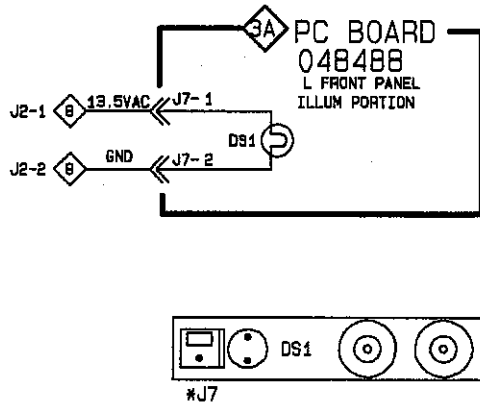 3A PC BOARD
048488
L FRONT PANEL
ILLUM PORTION
J2-1 8 13.5VAC J7-1
DS1
J2-2 8 GND J7-2
DS1
*J7